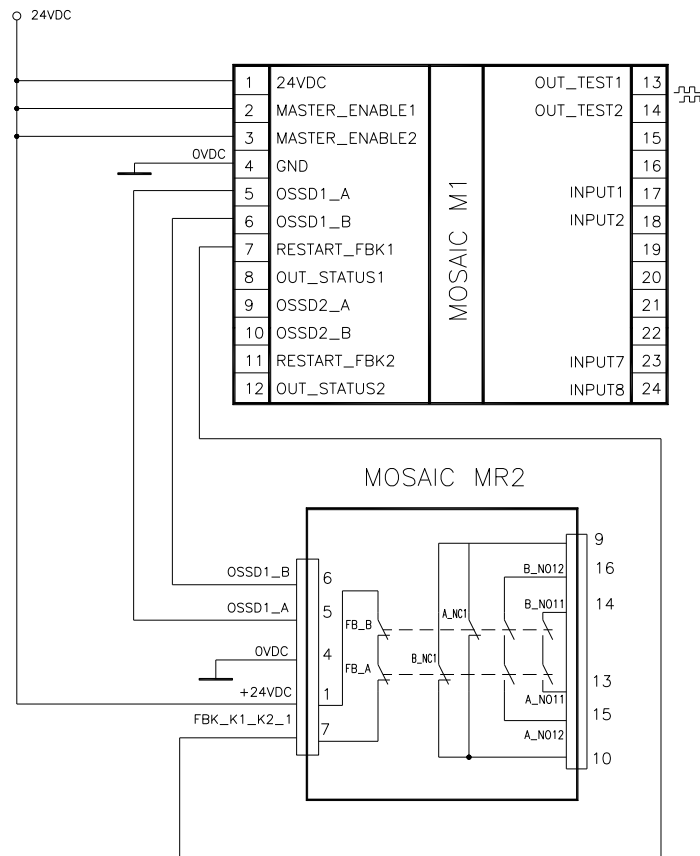 24VDC
1 24VDC
2 MASTER_ENABLE1
3 MASTER_ENABLE2
0VDC
4 GND
5 OSSD1_A
6 OSSD1_B
7 RESTART_FBK1
8 OUT_STATUS1
9 OSSD2_A
10 OSSD2_B
11 RESTART_FBK2
12 OUT_STATUS2
MOSAIC M1
OUT_TEST1 13
OUT_TEST2 14
15
16
INPUT1 17
INPUT2 18
19
20
21
22
INPUT7 23
INPUT8 24
MOSAIC MR2
OSSD1_B 6
OSSD1_A 5
0VDC 4
+24VDC 1
FBK_K1_K2_1 7
FB_B
FB_A
A_NC1
B_NC1
9
B_NO12 16
B_NO11 14
13
A_NO11
15
A_NO12
10